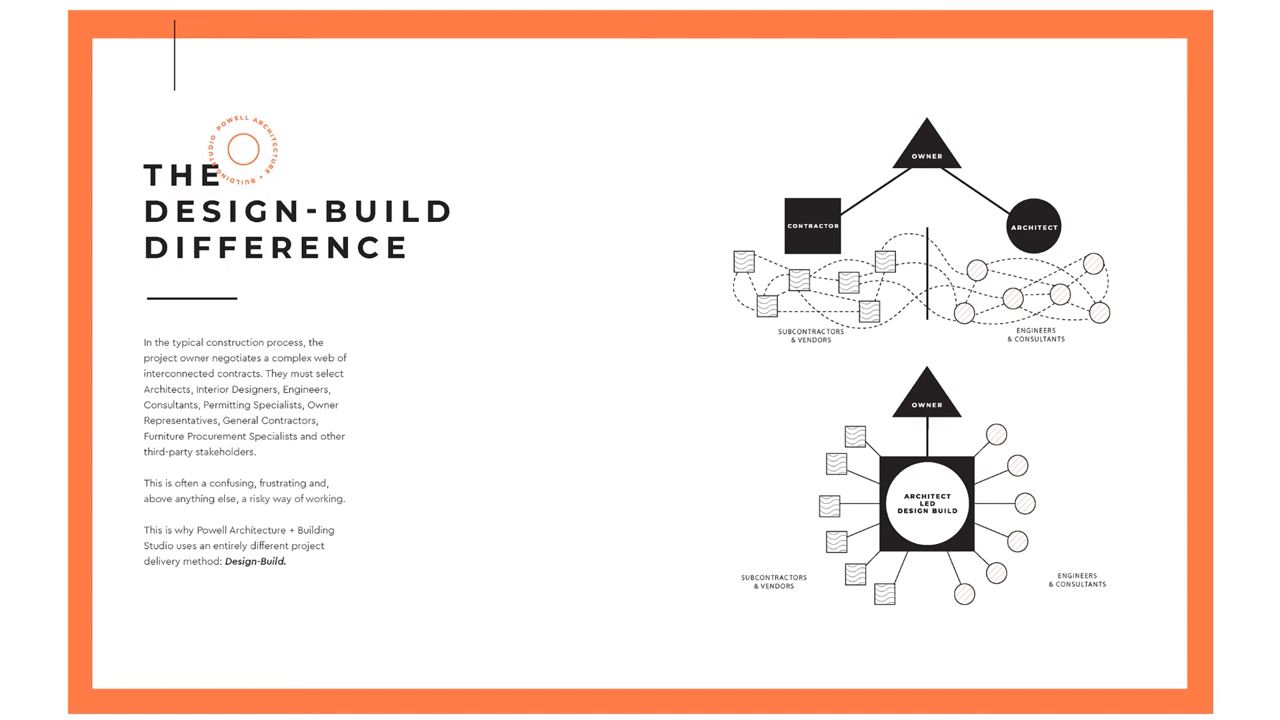 POWELL ARCHITECTURE + BUILDING STUDIO
THE
DESIGN-BUILD
DIFFERENCE
In the typical construction process, the
project owner negotiates a complex web of
interconnected contracts. They must select
Architects, Interior Designers, Engineers,
Consultants, Permitting Specialists, Owner
Representatives, General Contractors,
Furniture Procurement Specialists and other
third-party stakeholders.
This is often a confusing, frustrating and,
above anything else, a risky way of working.
This is why Powell Architecture + Building
Studio uses an entirely different project
delivery method: Design-Build.
OWNER
CONTRACTOR
ARCHITECT
SUBCONTRACTORS
& VENDORS
ENGINEERS
& CONSULTANTS
OWNER
ARCHITECT
LED
DESIGN BUILD
SUBCONTRACTORS
& VENDORS
ENGINEERS
& CONSULTANTS